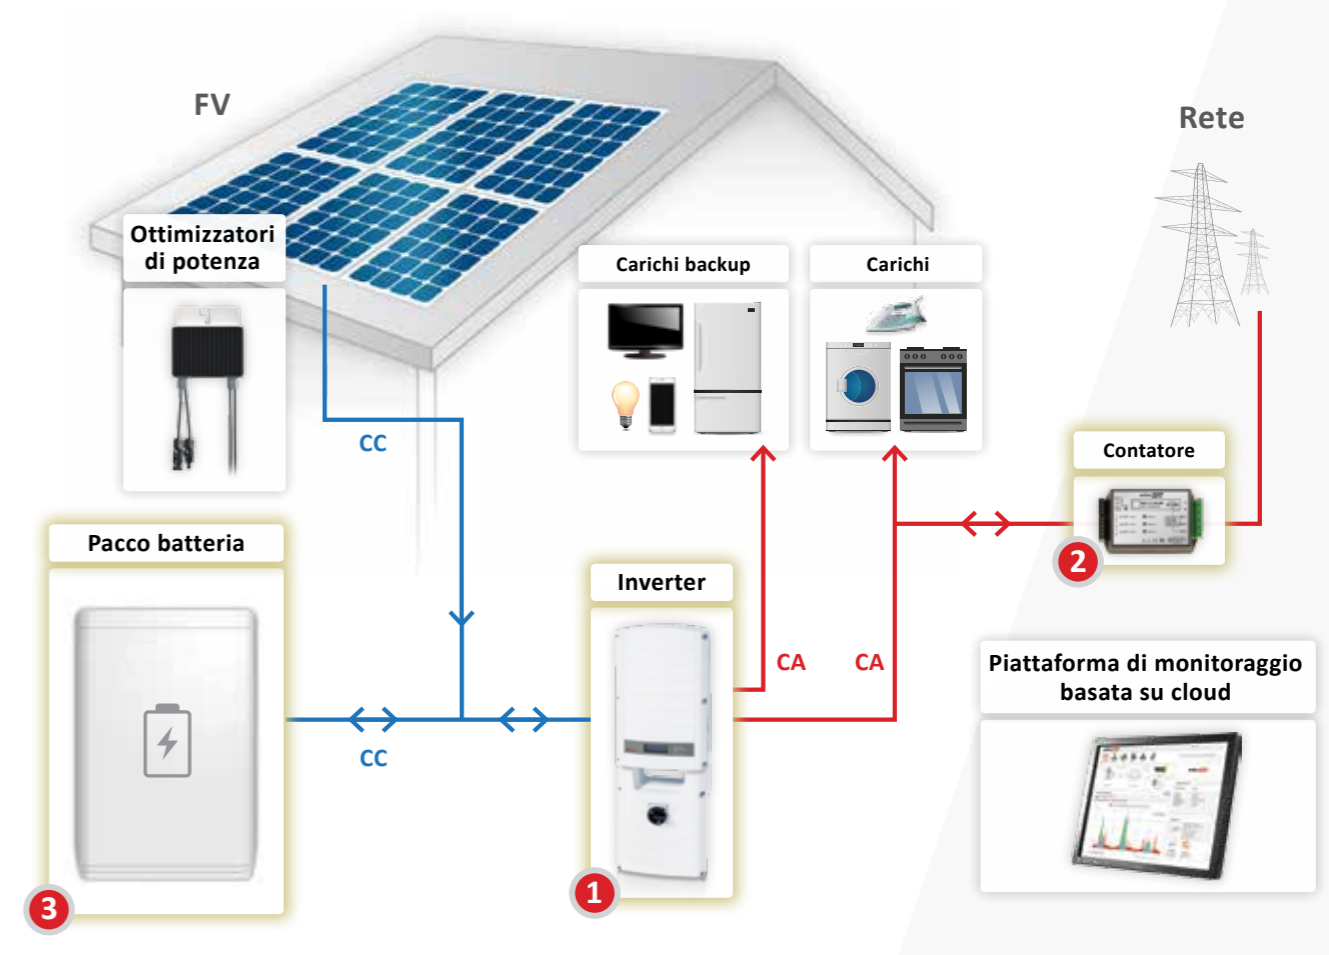 FV
Rete
Ottimizzatori
di potenza
Carichi backup
Carichi
CC
Contatore
2
Pacco batteria
Inverter
CA
CA
Piattaforma di monitoraggio
basata su cloud
CC
3
1